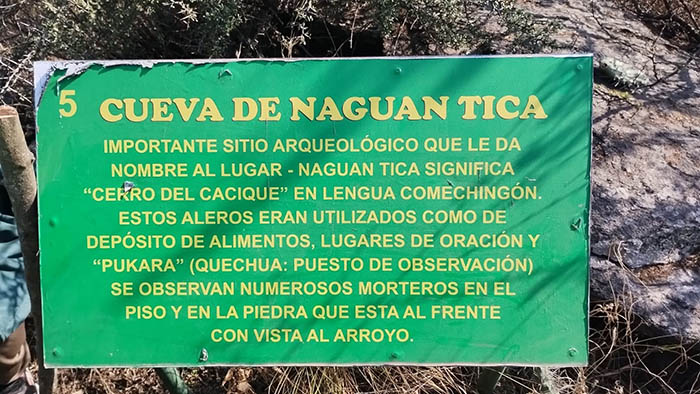 5 CUEVA DE NAGUAN TICA
IMPORTANTE SITIO ARQUEOLÓGICO QUE LE DA
NOMBRE AL LUGAR - NAGUAN TICA SIGNIFICA
“CERRO DEL CACIQUE” EN LENGUA COMECHINGÓN.
ESTOS ALEROS ERAN UTILIZADOS COMO DE
DEPÓSITO DE ALIMENTOS, LUGARES DE ORACIÓN Y
“PUKARA” (QUECHUA: PUESTO DE OBSERVACIÓN)
SE OBSERVAN NUMEROSOS MORTEROS EN EL
PISO Y EN LA PIEDRA QUE ESTA AL FRENTE
CON VISTA AL ARROYO.